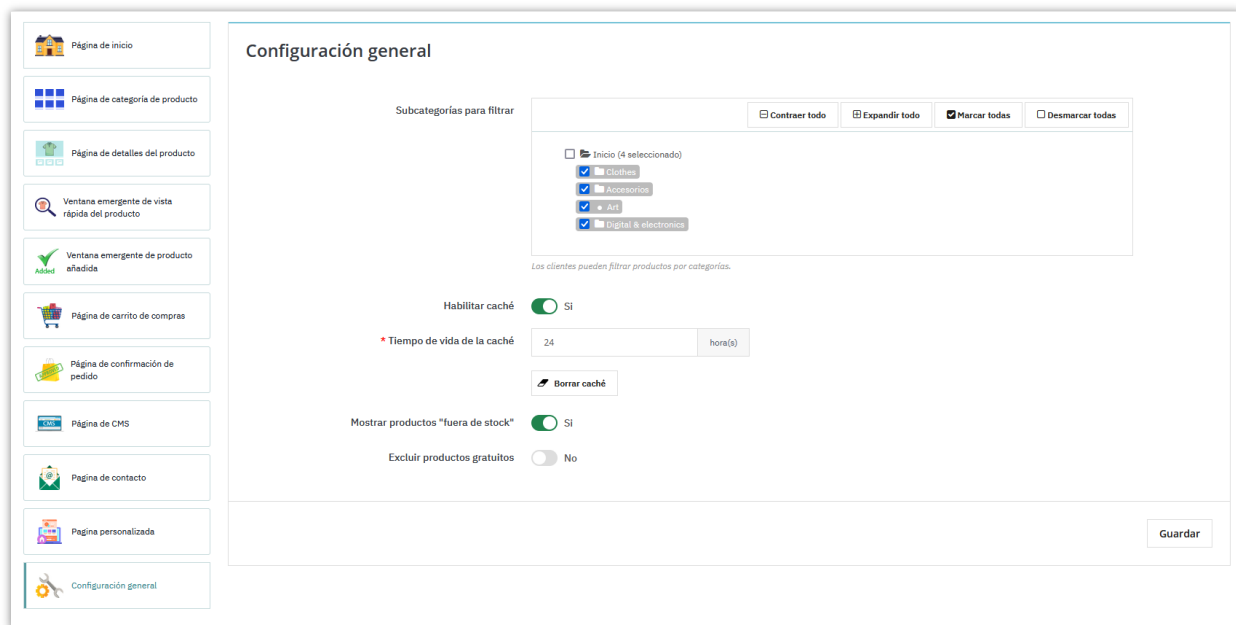 Página de inicio
Página de categoría de producto
Página de detalles del producto
Ventana emergente de vista
rápida del producto
Added
Ventana emergente de producto
añadida
Página de carrito de compras
Página de confirmación de
pedido
CMS
Página de CMS
Pagina de contacto
Pagina personalizada
Configuración general
Configuración general
Subcategorías para filtrar
Contraer todo
Expandir todo
Marcar todas
Desmarcar todas
Inicio (4 seleccionado)
Clothes
Accesorios
Art
Digital & electronics
Los clientes pueden filtrar productos por categorías.
Habilitar caché
Si
* Tiempo de vida de la caché
24
hora(s)
Borrar caché
Mostrar productos "fuera de stock"
Si
Excluir productos gratuitos
No
Guardar